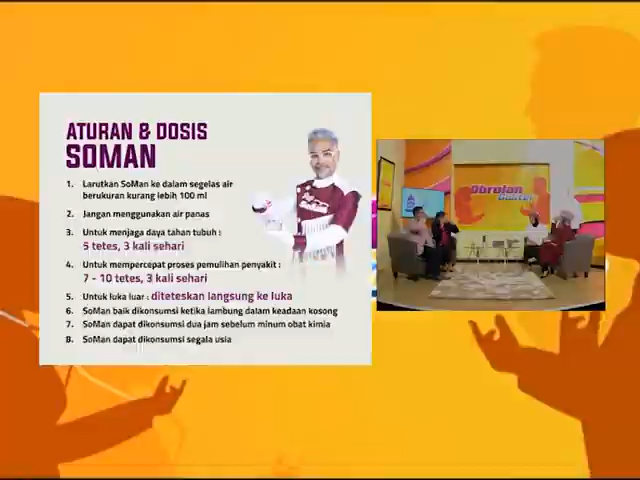 ATURAN & DOSIS
SOMAN
1. Larutkan SoMan ke dalam segelas air
berukuran kurang lebih 100 ml
2. Jangan menggunakan air panas
3. Untuk menjaga daya tahan tubuh :
5 tetes, 3 kali sehari
4. Untuk mempercepat proses pemulihan penyakit :
7 - 10 tetes, 3 kali sehari
5. Untuk luka luar : diteteskan langsung ke luka
6. SoMan baik dikonsumsi ketika lambung dalam keadaan kosong
7. SoMan dapat dikonsumsi dua jam sebelum minum obat kimia
8. SoMan dapat dikonsumsi segala usia
Obrolan